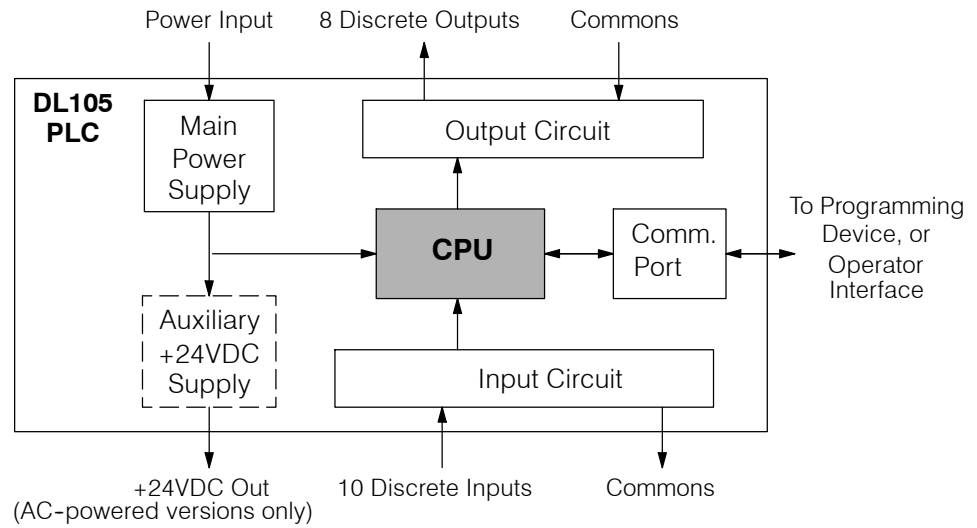 Power Input
8 Discrete Outputs
Commons
DL105
PLC
Main
Power
Supply
Output Circuit
CPU
Comm.
Port
To Programming
Device, or
Operator
Interface
Auxiliary
+24VDC
Supply
Input Circuit
+24VDC Out
(AC-powered versions only)
10 Discrete Inputs
Commons